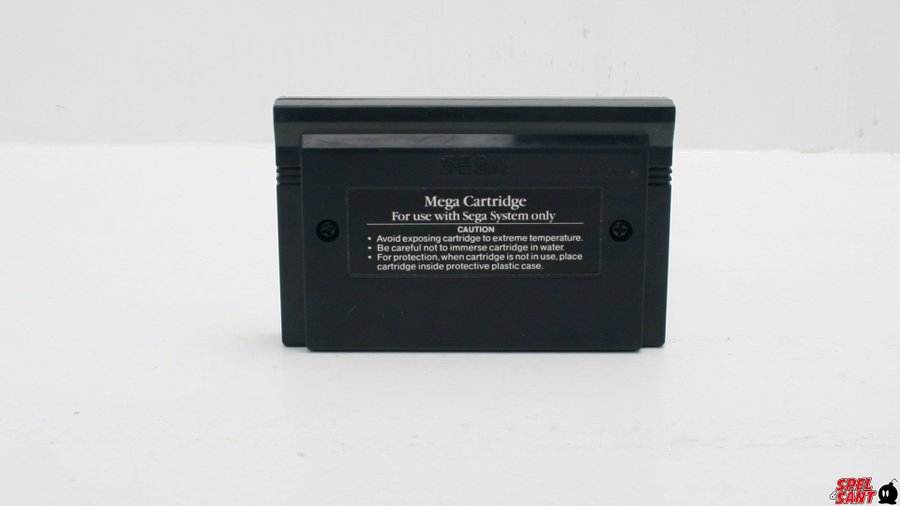 SEGA
Mega Cartridge
For use with Sega System only
CAUTION
• Avoid exposing cartridge to extreme temperature.
• Be careful not to immerse cartridge in water.
• For protection, when cartridge is not in use, place
cartridge inside protective plastic case.
SPEL
SANT